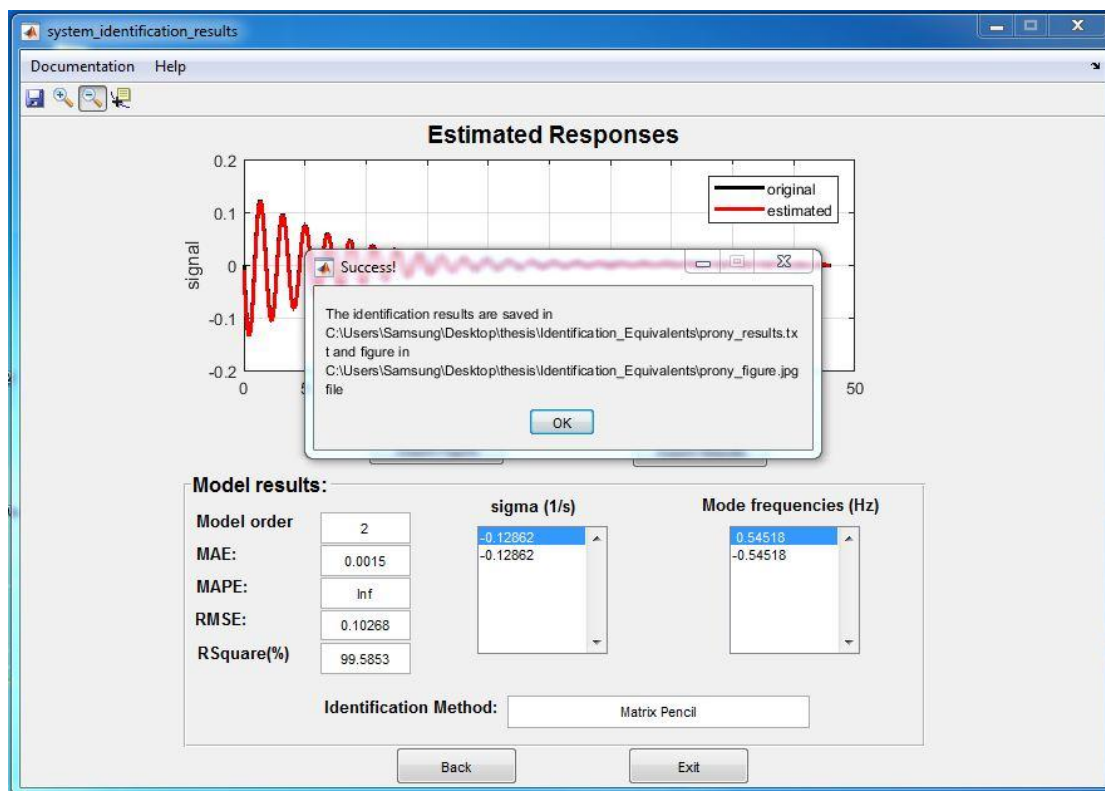 system_identification_results
Documentation Help
Estimated Responses
0.2
0.1
0
-0.1
-0.2
signal
original
estimated
0
50
Success!
The identification results are saved in
C:\Users\Samsung\Desktop\thesis\Identification_Equivalents\prony_results.tx
t and figure in
C:\Users\Samsung\Desktop\thesis\Identification_Equivalents\prony_figure.jpg
file
OK
Model results:
Model order
2
MAE:
0.0015
MAPE:
Inf
RMSE:
0.10268
RSquare(%)
99.5853
sigma (1/s)
-0.12862
-0.12862
Mode frequencies (Hz)
0.54518
-0.54518
Identification Method:
Matrix Pencil
Back
Exit